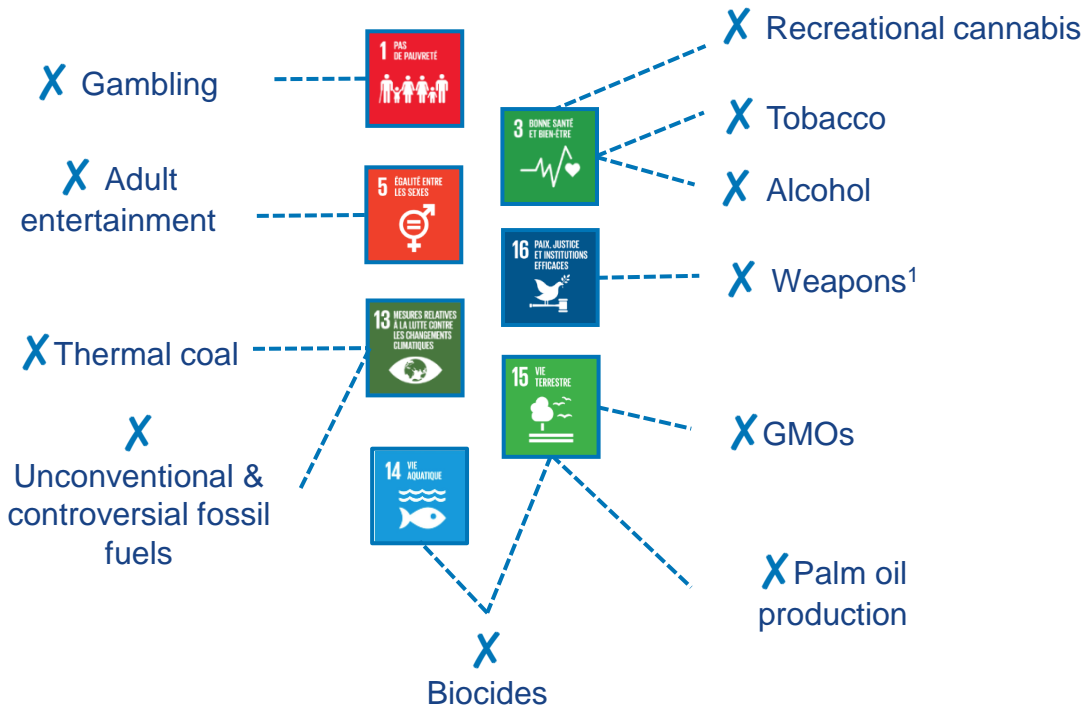 ✗ Recreational cannabis
1 PAS
DE PAUVRETÉ
✗ Gambling
✗ Tobacco
3 BONNE SANTÉ
ET BIEN-ÊTRE
✗ Adult
entertainment
5 ÉGALITÉ ENTRE
LES SEXES
✗ Alcohol
16 PAIX, JUSTICE
ET INSTITUTIONS
EFFICACES
✗ Weapons¹
13 MESURES RELATIVES
À LA LUTTE CONTRE
LES CHANGEMENTS
CLIMATIQUES
✗ Thermal coal
15 VIE
TERRESTRE
✗ GMOs
✗
Unconventional &
controversial fossil
fuels
14 VIE
AQUATIQUE
✗ Palm oil
production
✗
Biocides